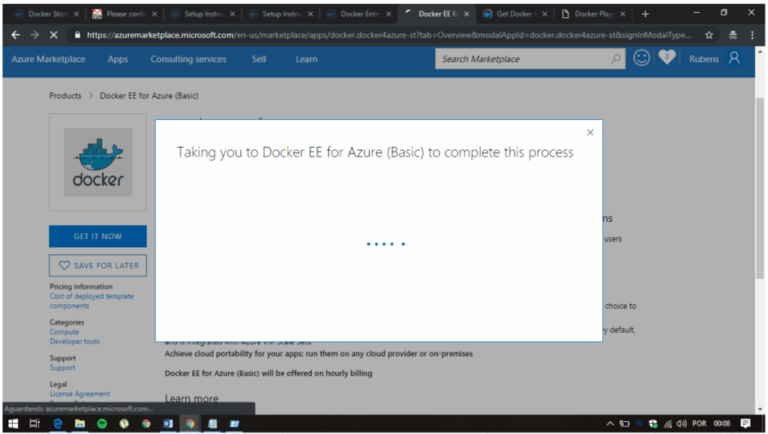 Docker Stor
Please conf
Setup Instru
Setup Instru
Docker Ente
Docker EE fo
Get Docker
Docker Play
https://azuremarketplace.microsoft.com/en-us/marketplace/apps/docker.docker4azure-st?tab=Overview&modalAppId=docker.docker4azure-st&signInModalType...
Azure Marketplace
Apps
Consulting services
Sell
Learn
Search Marketplace
Rubens
Products > Docker EE for Azure (Basic)
docker
Taking you to Docker EE for Azure (Basic) to complete this process
GET IT NOW
SAVE FOR LATER
Pricing information
Cost of deployed template
components
Categories
Compute
Developer tools
Support
Support
Legal
License Agreement
ns
users
choice to
y default,
and is integrated with Azure VM Scale Sets.
Achieve cloud portability for your apps: run them on any cloud provider or on-premises
Docker EE for Azure (Basic) will be offered on hourly billing
Learn more
Aguardando azuremarketplace.microsoft.com...
POR
00:08